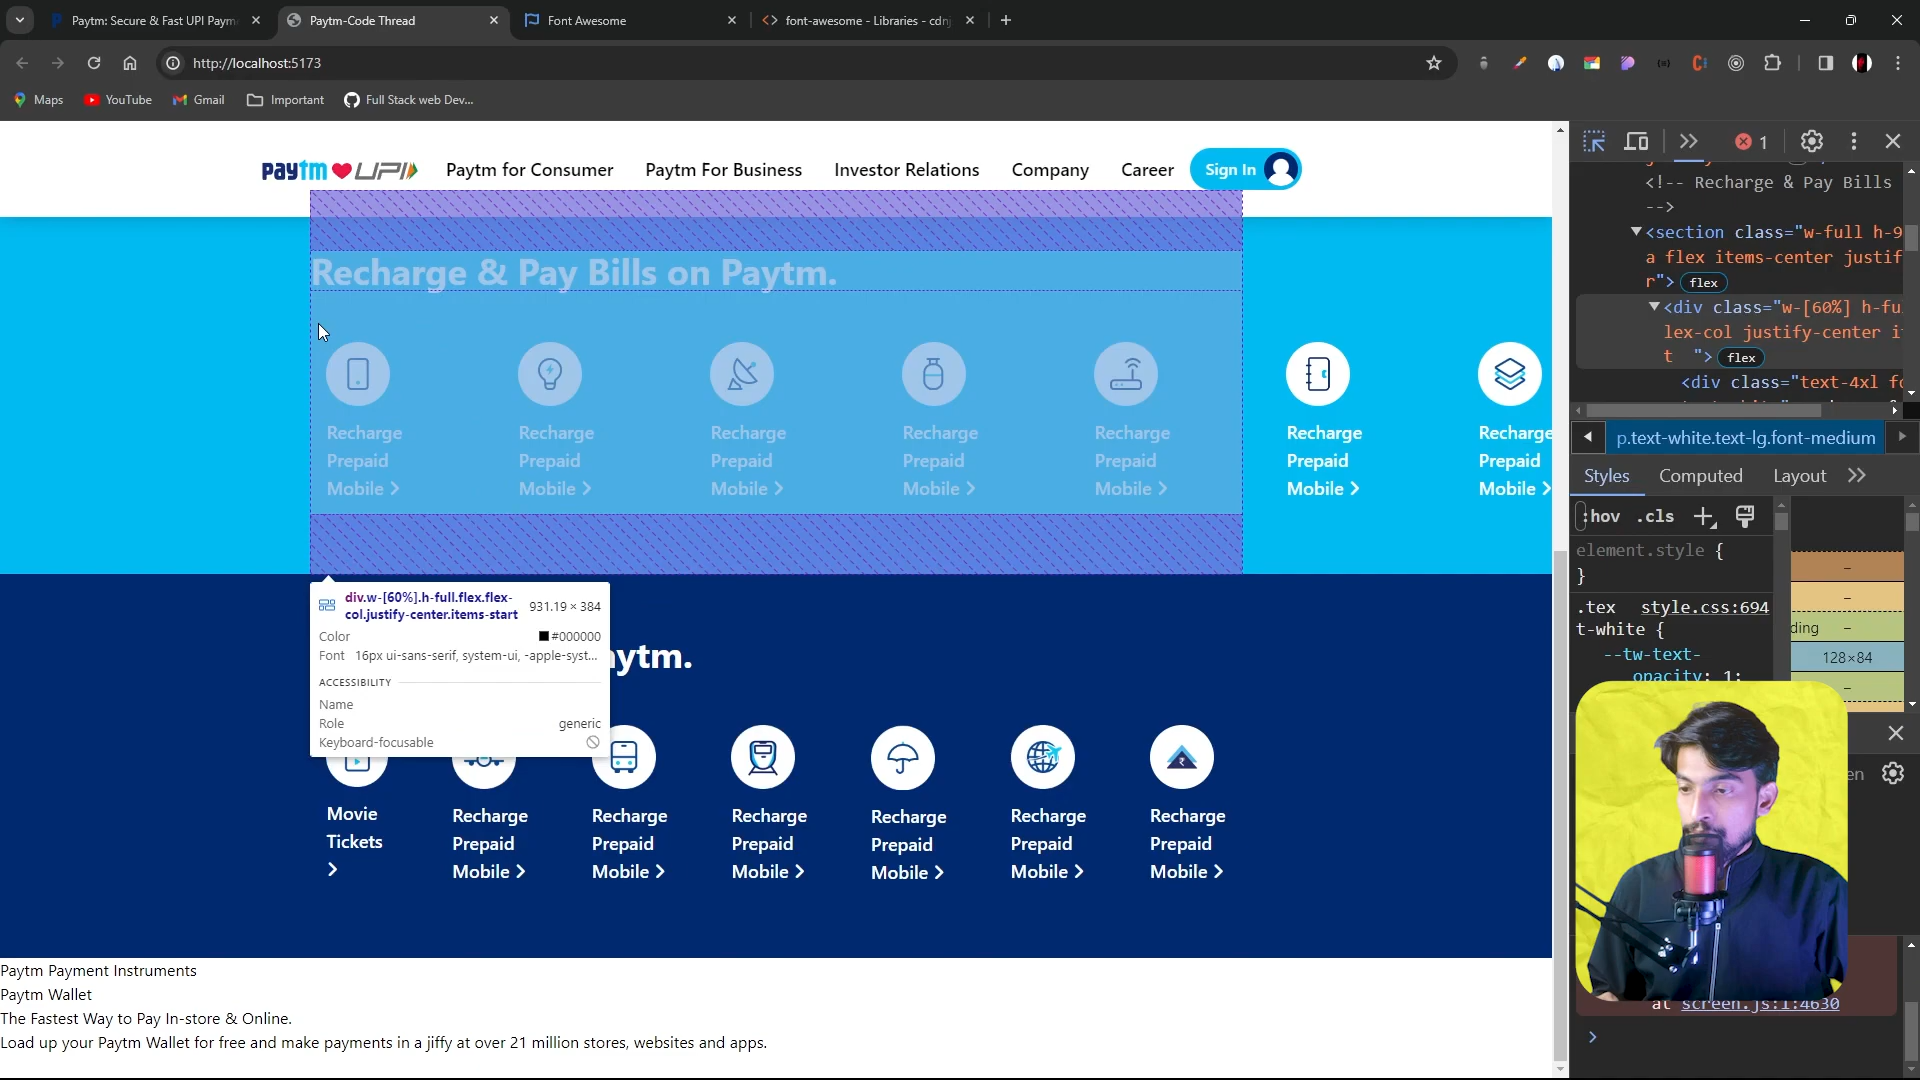 Paytm: Secure & Fast UPI Paym
Paytm-Code Thread
Font Awesome
font-awesome - Libraries - cdnj
http://localhost:5173
Maps
YouTube
Gmail
Important
Full Stack web Dev...
paytm UPI
Paytm for Consumer
Paytm For Business
Investor Relations
Company
Career
Sign In
Recharge & Pay Bills on Paytm.
Recharge
Prepaid
Mobile
Recharge
Prepaid
Mobile
Recharge
Prepaid
Mobile
Recharge
Prepaid
Mobile
Recharge
Prepaid
Mobile
Recharge
Prepaid
Mobile
Recharge
Prepaid
Mobile
div.w-[60%].h-full.flex.flex-
col.justify-center.items-start
931.19 × 384
Color
#000000
Font
16px ui-sans-serif, system-ui, -apple-syst...
ACCESSIBILITY
Name
Role
generic
Keyboard-focusable
aytm.
Movie
Tickets
Recharge
Prepaid
Mobile
Recharge
Prepaid
Mobile
Recharge
Prepaid
Mobile
Recharge
Prepaid
Mobile
Recharge
Prepaid
Mobile
Recharge
Prepaid
Mobile
Paytm Payment Instruments
Paytm Wallet
The Fastest Way to Pay In-store & Online.
Load up your Paytm Wallet for free and make payments in a jiffy at over 21 million stores, websites and apps.
1
<!-- Recharge & Pay Bills
-->
<section class="w-full h-9
a flex items-center justif
r"> flex
<div class="w-[60%] h-fu
lex-col justify-center i
t "> flex
<div class="text-4xl fo
p.text-white.text-lg.font-medium
Styles
Computed
Layout
:hov
.cls
element.style {
}
.tex
style.css:694
t-white {
--tw-text-
opacity: 1;
ding
128×84
en
at screen.js:1:4630